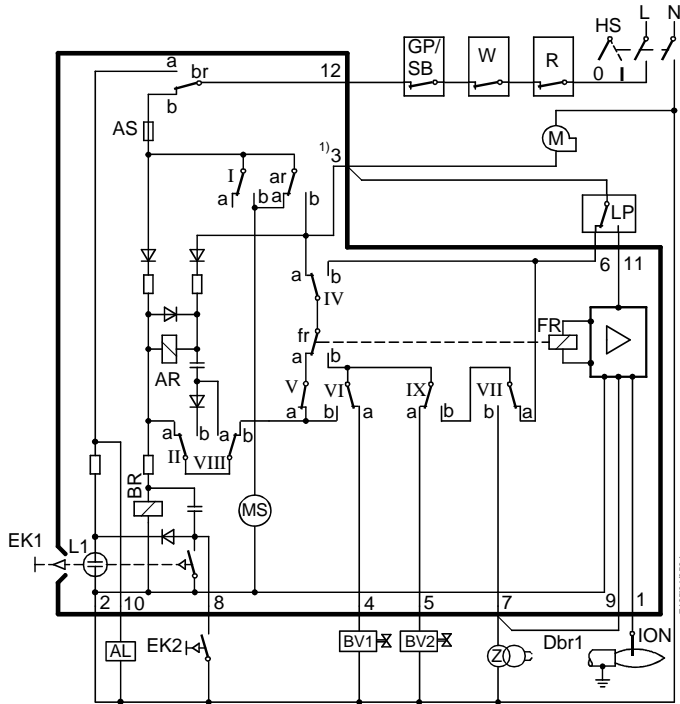 HS L N
GP/
SB
W
R
0 I
a
br
12
b
AS
M
1) 3
I
ar
a b a b
LP
6 11
a b
IV
FR
fr
a b
AR
V VI IX VII
a b a a b b a
a b a b
II VIII
BR
MS
EK1
L1
2 10 8 4 5 7 9 1
AL
EK2
BV1
BV2
Z
Dbr1
ION